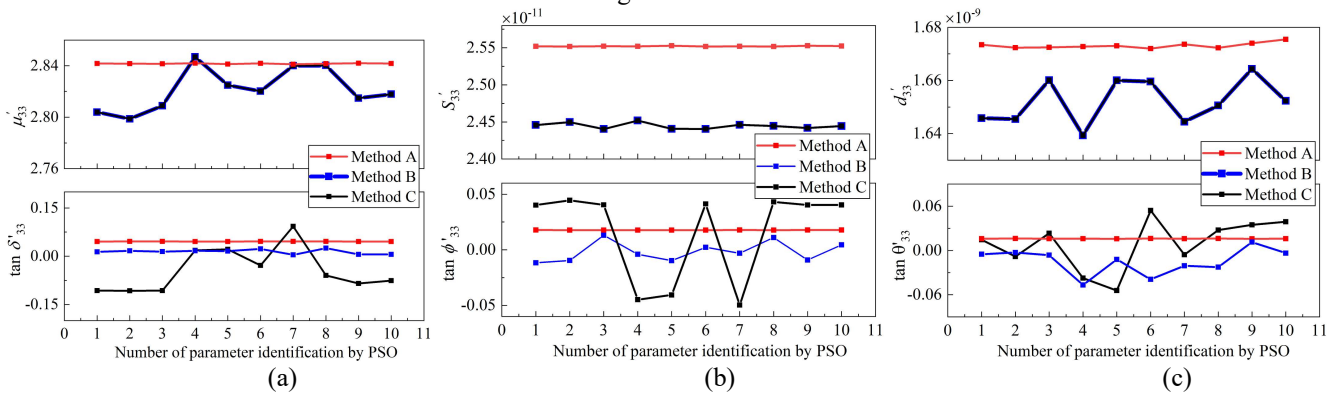 2.84
2.80
2.76
μ′33
Method A
Method B
Method C
0.15
0.00
-0.15
tan δ'33
0 1 2 3 4 5 6 7 8 9 10 11
Number of parameter identification by PSO
(a)
×10⁻¹¹
2.55
2.50
2.45
2.40
S′33
Method A
Method B
Method C
0.05
0.00
-0.05
tan ϕ'33
0 1 2 3 4 5 6 7 8 9 10 11
Number of parameter identification by PSO
(b)
×10⁻⁹
1.68
1.66
1.64
d′33
Method A
Method B
Method C
0.06
0.00
-0.06
tan θ'33
0 1 2 3 4 5 6 7 8 9 10 11
Number of parameter identification by PSO
(c)